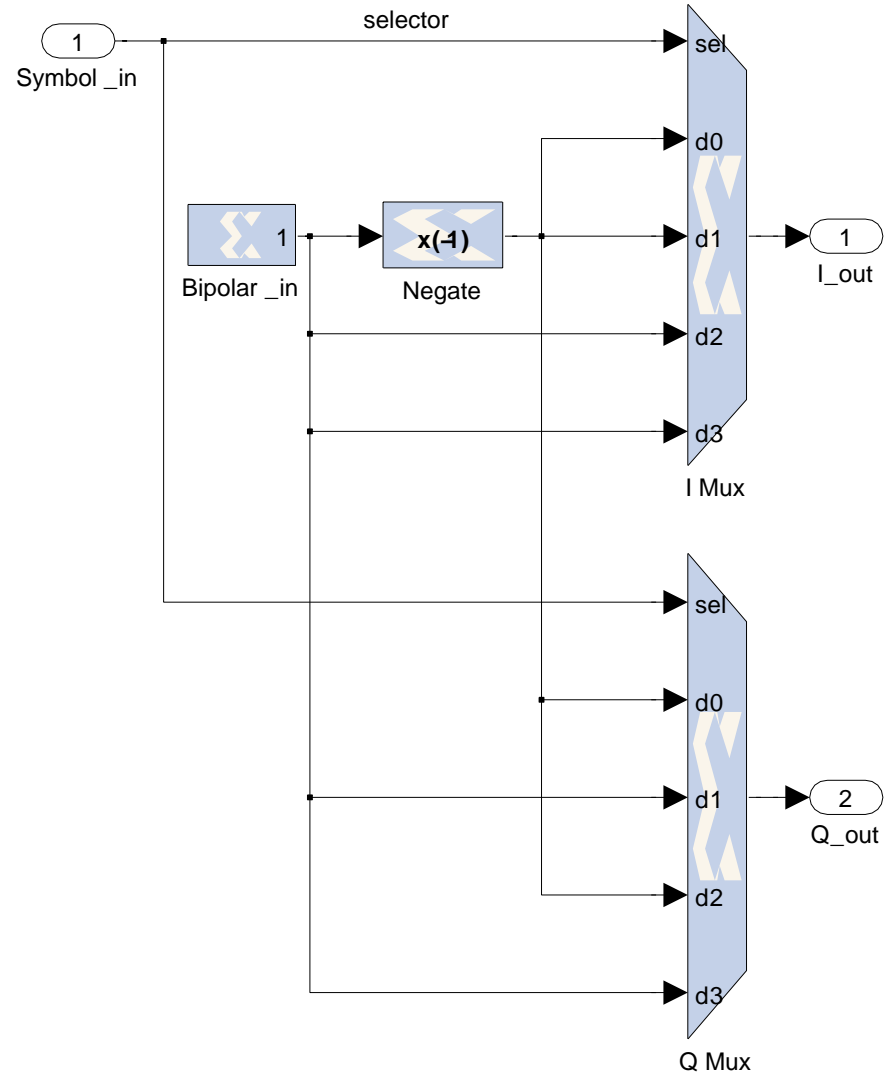 selector
1
Symbol _in
sel
d0
1
Bipolar _in
x(-1)
Negate
d1
1
I_out
d2
d3
I Mux
sel
d0
d1
2
Q_out
d2
d3
Q Mux